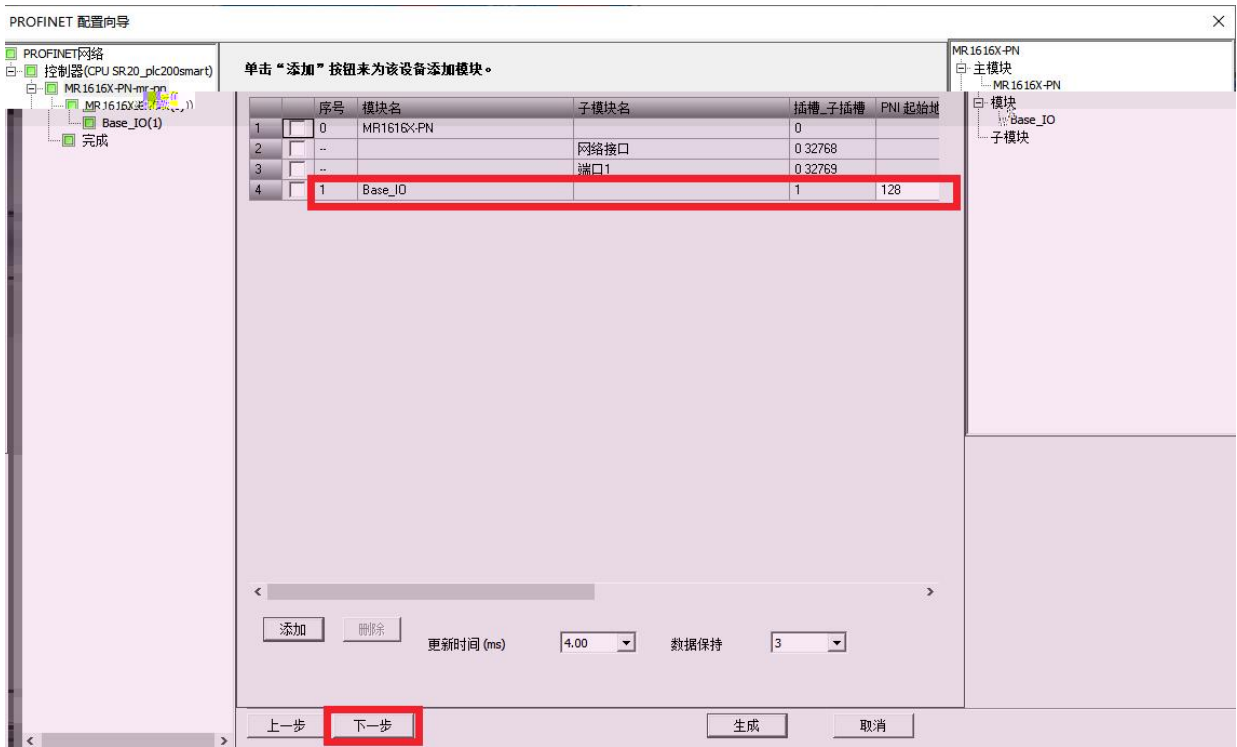 PROFINET 配置向导
PROFINET网络
控制器(CPU SR20_plc200smart)
MR1616X-PN-mr-pn
MR1616X
Base_IO(1)
完成
单击“添加”按钮来为该设备添加模块。
序号 模块名 子模块名 插槽_子插槽 PNI 起始地
1 0 MR1616X-PN 0
2 -- 网络接口 0 32768
3 -- 端口1 0 32769
4 1 Base_IO 1 128
添加 删除 更新时间 (ms) 4.00 数据保持 3
上一步 下一步 生成 取消
MR1616X-PN
主模块
MR1616X-PN
模块
Base_IO
子模块